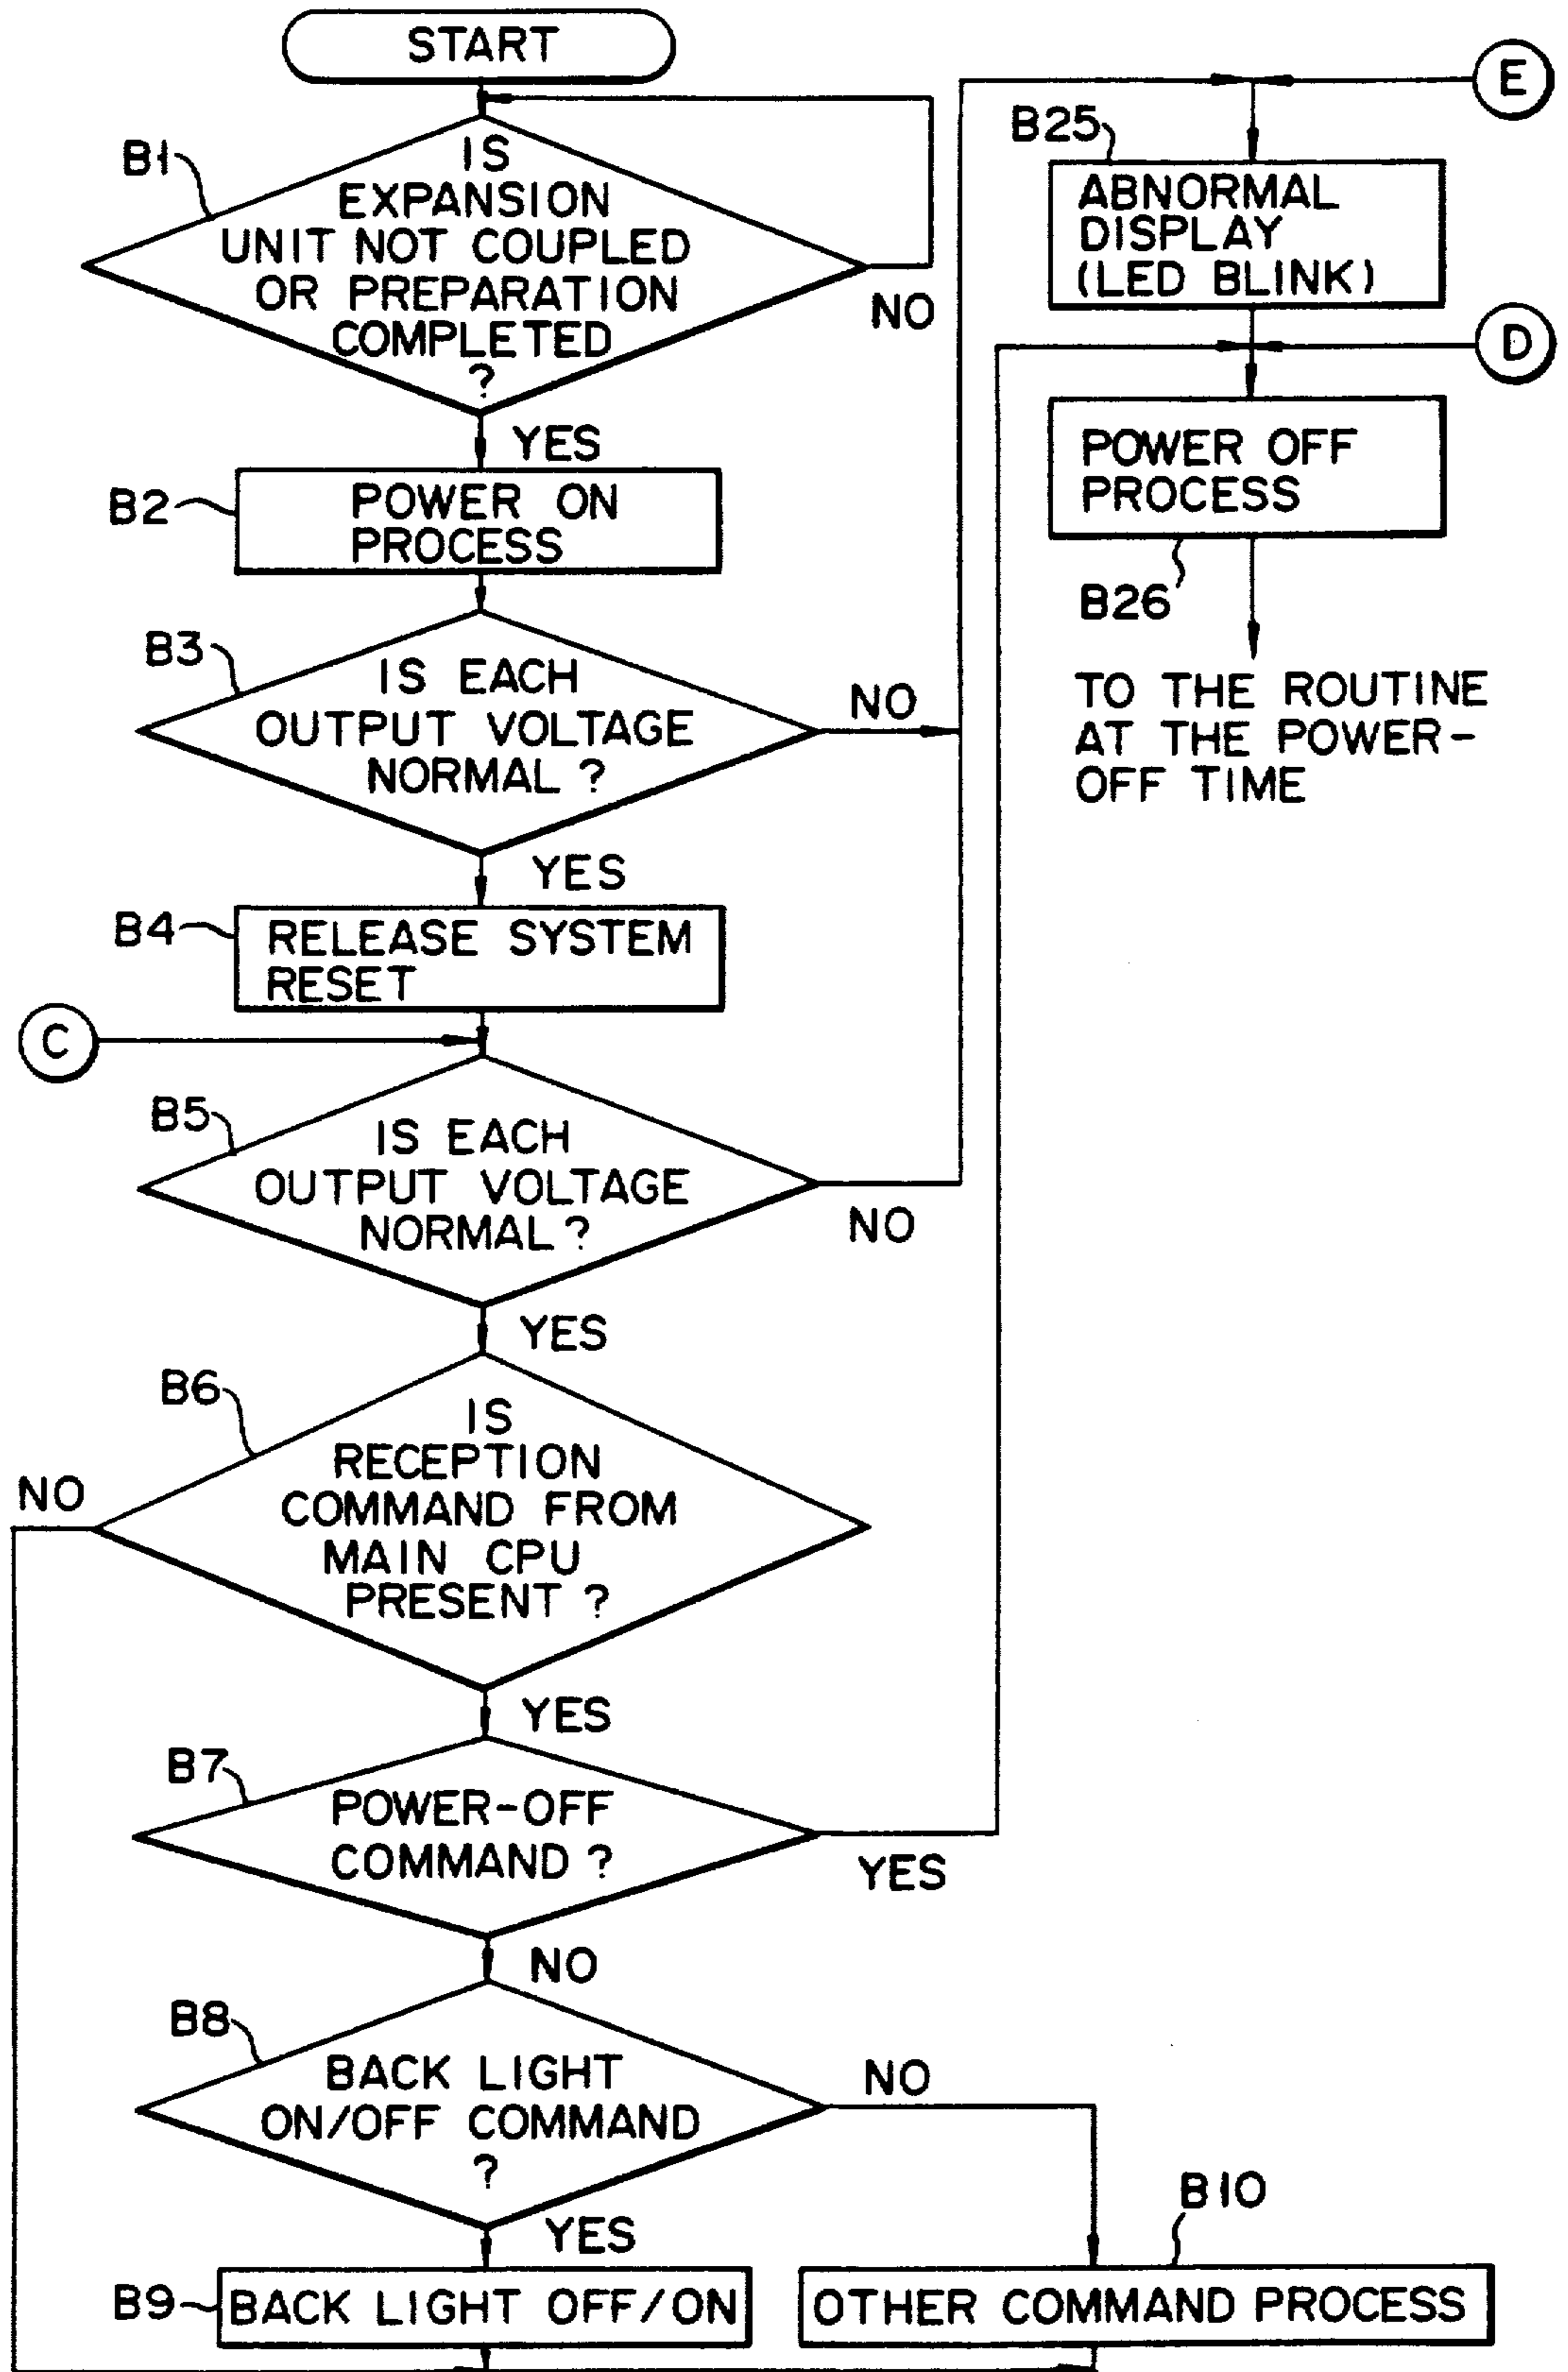 START
B1
IS
EXPANSION
UNIT NOT COUPLED
OR PREPARATION
COMPLETED
?
NO
YES
B2
POWER ON
PROCESS
B3
IS EACH
OUTPUT VOLTAGE
NORMAL ?
NO
YES
B4
RELEASE SYSTEM
RESET
C
B5
IS EACH
OUTPUT VOLTAGE
NORMAL ?
NO
YES
B6
IS
RECEPTION
COMMAND FROM
MAIN CPU
PRESENT ?
NO
YES
B7
POWER-OFF
COMMAND ?
YES
NO
B8
BACK LIGHT
ON/OFF COMMAND
?
NO
YES
B9
BACK LIGHT OFF/ON
B10
OTHER COMMAND PROCESS
E
B25
ABNORMAL
DISPLAY
(LED BLINK)
D
POWER OFF
PROCESS
B26
TO THE ROUTINE
AT THE POWER-
OFF TIME